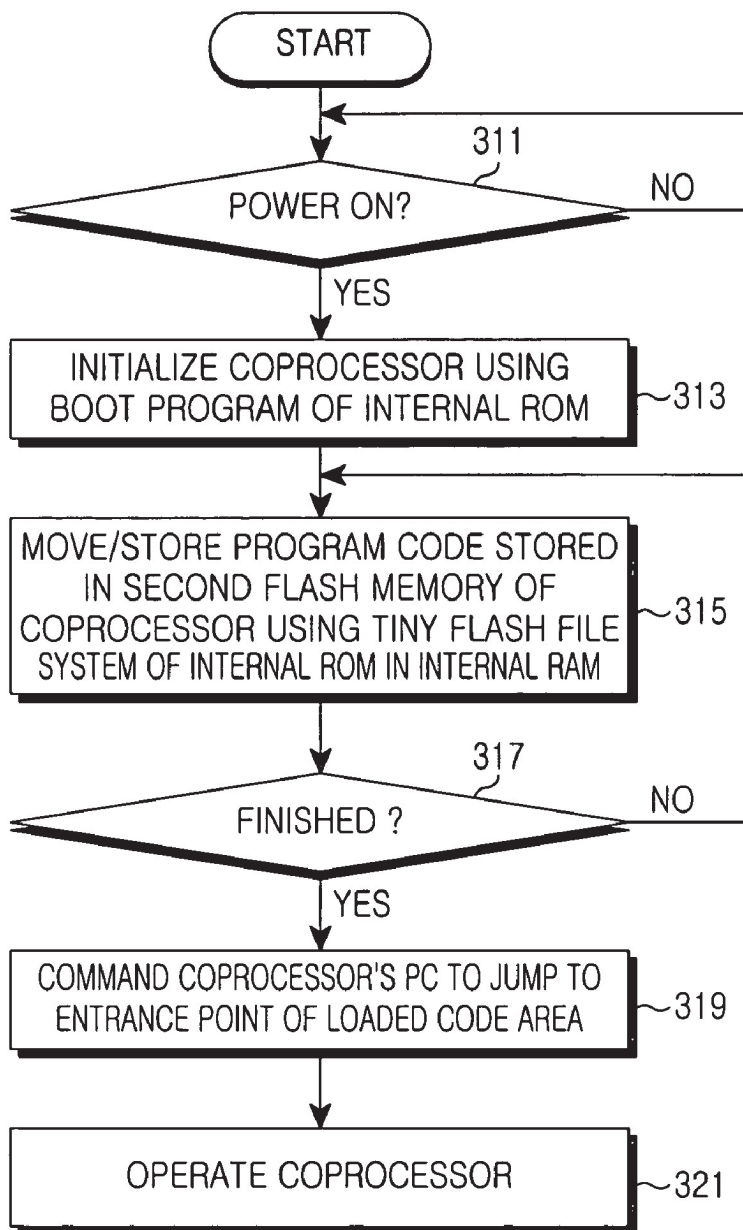 START
311
POWER ON?
NO
YES
INITIALIZE COPROCESSOR USING
BOOT PROGRAM OF INTERNAL ROM
313
MOVE/STORE PROGRAM CODE STORED
IN SECOND FLASH MEMORY OF
COPROCESSOR USING TINY FLASH FILE
SYSTEM OF INTERNAL ROM IN INTERNAL RAM
315
317
FINISHED ?
NO
YES
COMMAND COPROCESSOR'S PC TO JUMP TO
ENTRANCE POINT OF LOADED CODE AREA
319
OPERATE COPROCESSOR
321